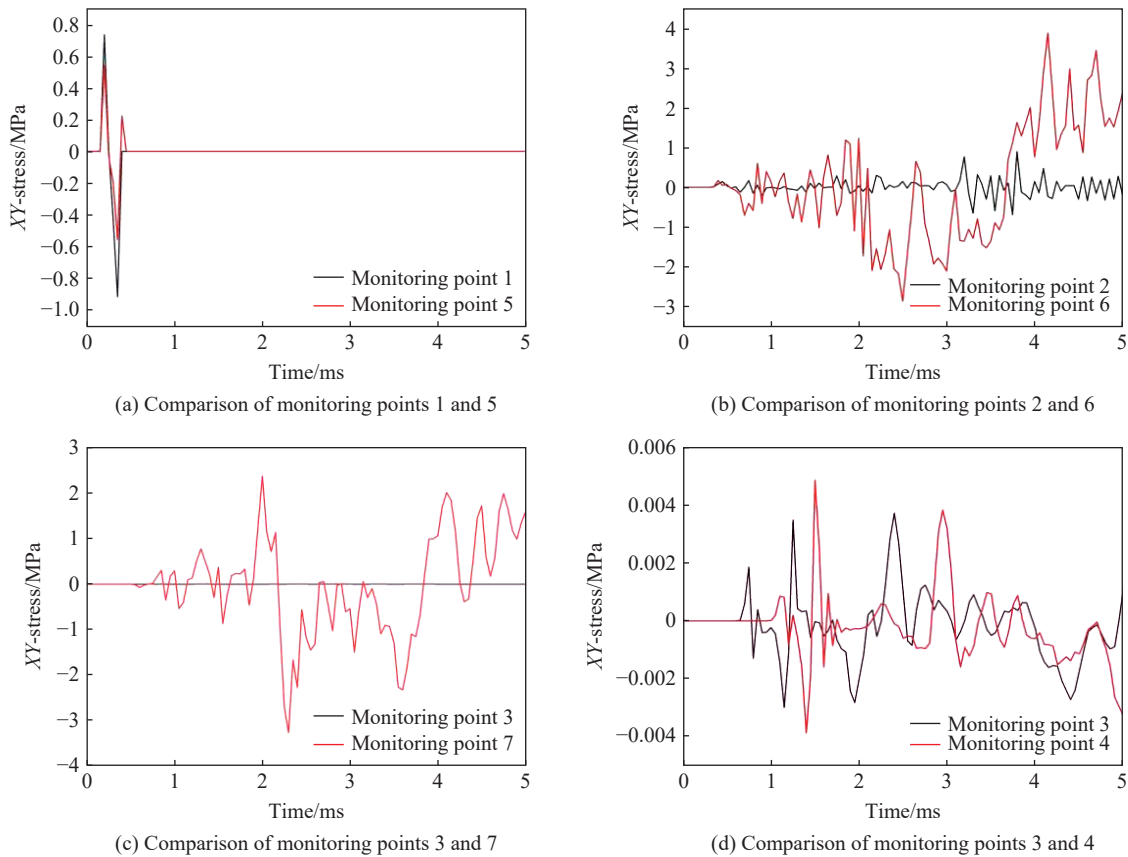 0.8
0.6
0.4
0.2
0
−0.2
−0.4
−0.6
−0.8
−1.0
XY-stress/MPa
Monitoring point 1
Monitoring point 5
0 1 2 3 4 5
Time/ms
(a) Comparison of monitoring points 1 and 5
4
3
2
1
0
−1
−2
−3
XY-stress/MPa
Monitoring point 2
Monitoring point 6
0 1 2 3 4 5
Time/ms
(b) Comparison of monitoring points 2 and 6
3
2
1
0
−1
−2
−3
−4
XY-stress/MPa
Monitoring point 3
Monitoring point 7
0 1 2 3 4 5
Time/ms
(c) Comparison of monitoring points 3 and 7
0.006
0.004
0.002
0
−0.002
−0.004
XY-stress/MPa
Monitoring point 3
Monitoring point 4
0 1 2 3 4 5
Time/ms
(d) Comparison of monitoring points 3 and 4